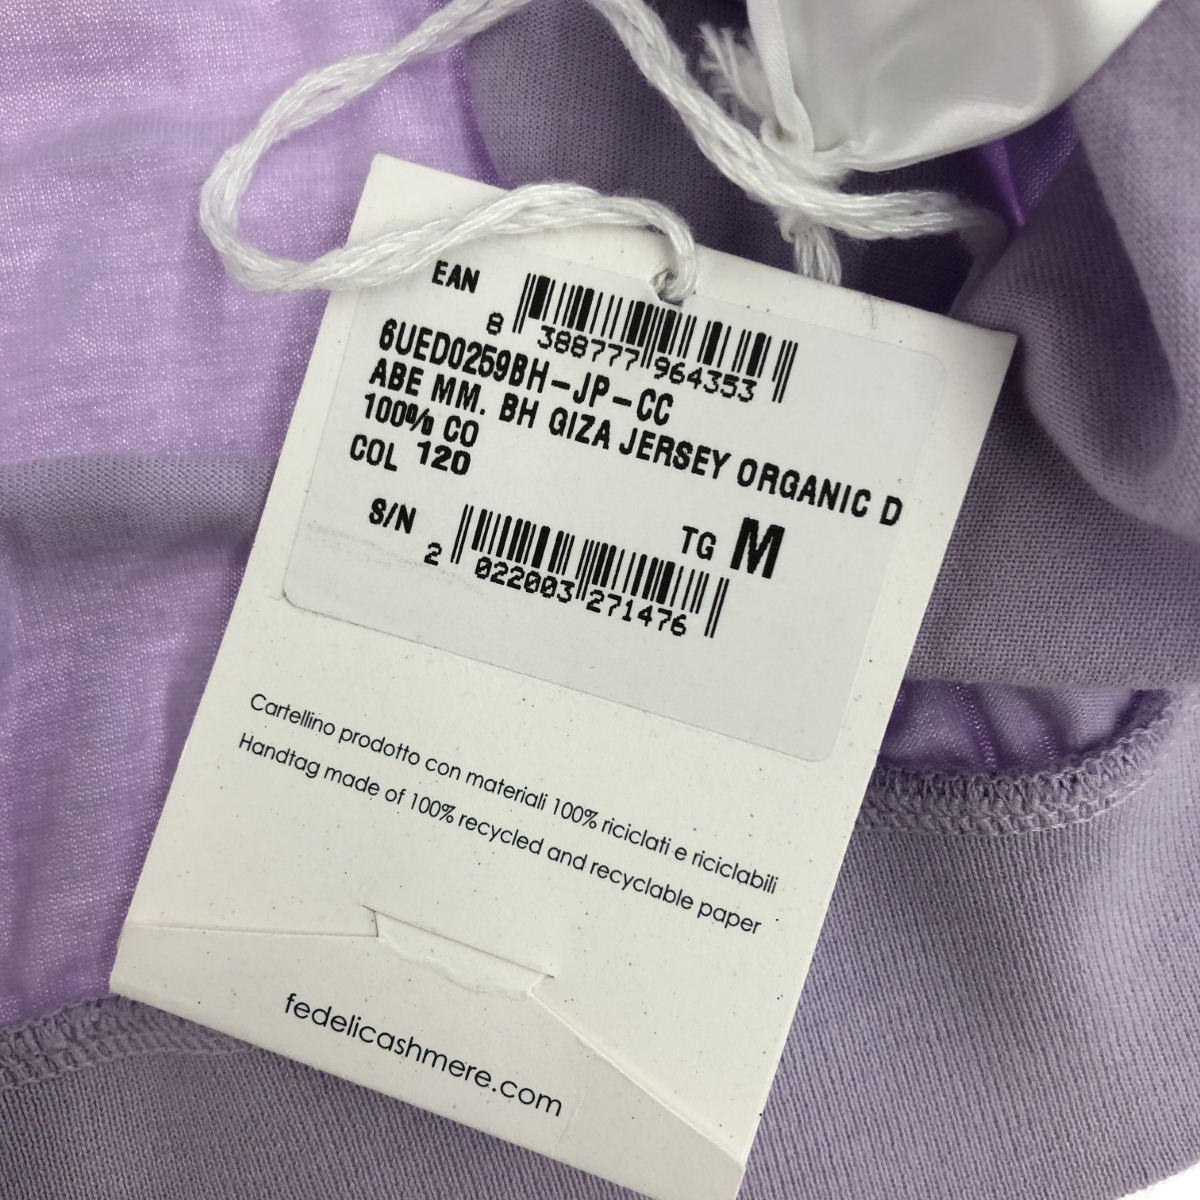 EAN
8 388777 964353
6UED0259BH-JP-CC
ABE MM. BH GIZA JERSEY ORGANIC D
100% CO
COL 12D
TG M
S/N
2 022003 271476
Cartellino prodotto con materiali 100% riciclati e riciclabili
Handtag made of 100% recycled and recyclable paper
fedelicashmere.com